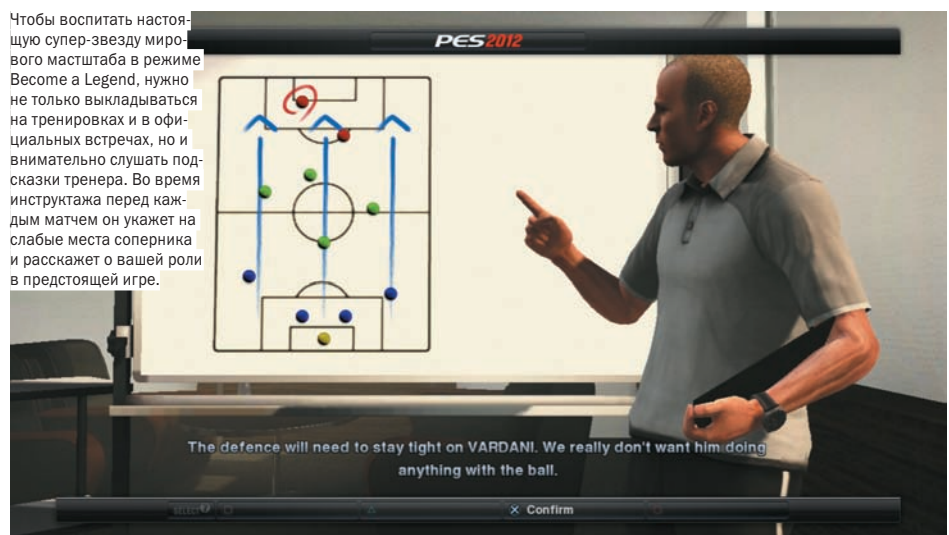 Чтобы воспитать настоя-
щую супер-звезду миро-
вого мастштаба в режиме
Become a Legend, нужно
не только выкладываться
на тренировках и в офи-
циальных встречах, но и
внимательно слушать под-
сказки тренера. Во время
инструктажа перед каж-
дым матчем он укажет на
слабые места соперника
и расскажет о вашей роли
в предстоящей игре.
PES2012
The defence will need to stay tight on VARDANI. We really don't want him doing
anything with the ball.
SELECT
Confirm